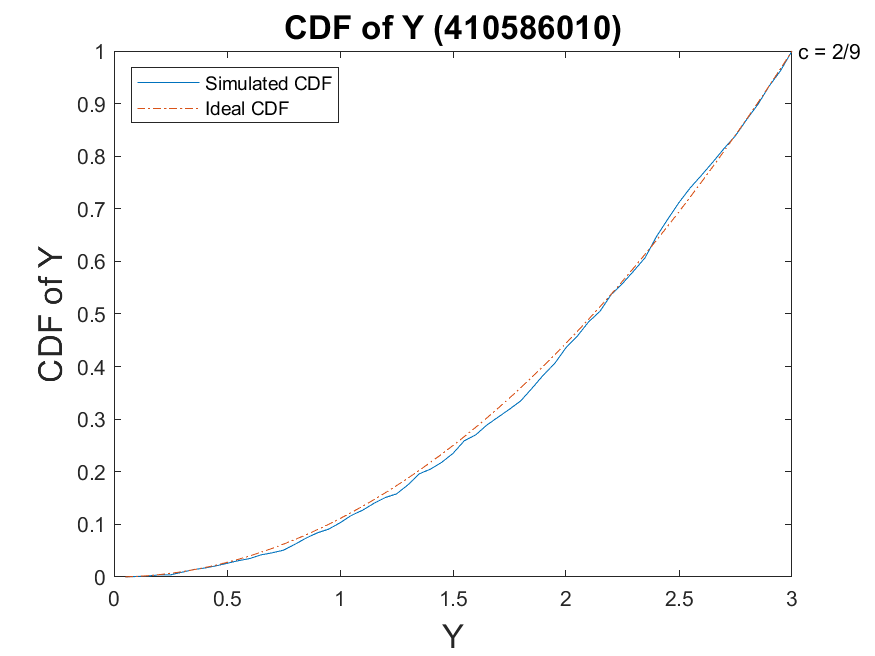 CDF of Y (410586010)
c = 2/9
Simulated CDF
Ideal CDF
CDF of Y
1
0.9
0.8
0.7
0.6
0.5
0.4
0.3
0.2
0.1
0
0 0.5 1 1.5 2 2.5 3
Y